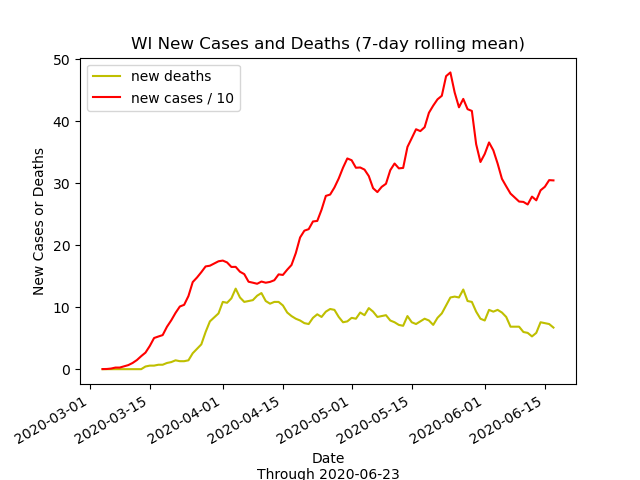 WI New Cases and Deaths (7-day rolling mean)
new deaths
new cases / 10
50
40
30
20
10
0
New Cases or Deaths
2020-03-01
2020-03-15
2020-04-01
2020-04-15
2020-05-01
2020-05-15
2020-06-01
2020-06-15
Date
Through 2020-06-23